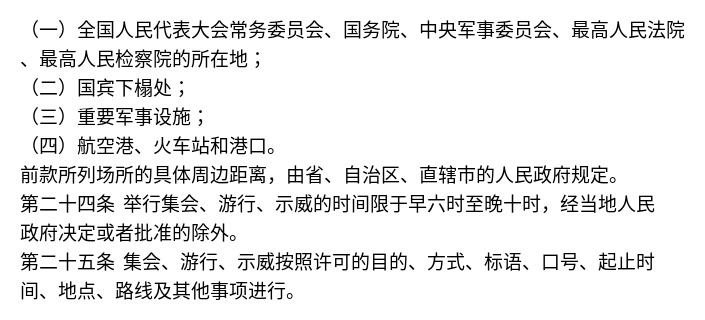 （一）全国人民代表大会常务委员会、国务院、中央军事委员会、最高人民法院
、最高人民检察院的所在地；
（二）国宾下榻处；
（三）重要军事设施；
（四）航空港、火车站和港口。
前款所列场所的具体周边距离，由省、自治区、直辖市的人民政府规定。
第二十四条 举行集会、游行、示威的时间限于早六时至晚十时，经当地人民
政府决定或者批准的除外。
第二十五条 集会、游行、示威按照许可的目的、方式、标语、口号、起止时
间、地点、路线及其他事项进行。